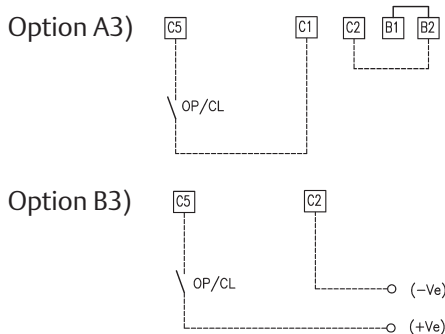 Option A3) C5 C1 C2 B1 B2
OP/CL
Option B3) C5 C2
OP/CL (-Ve)
(+Ve)